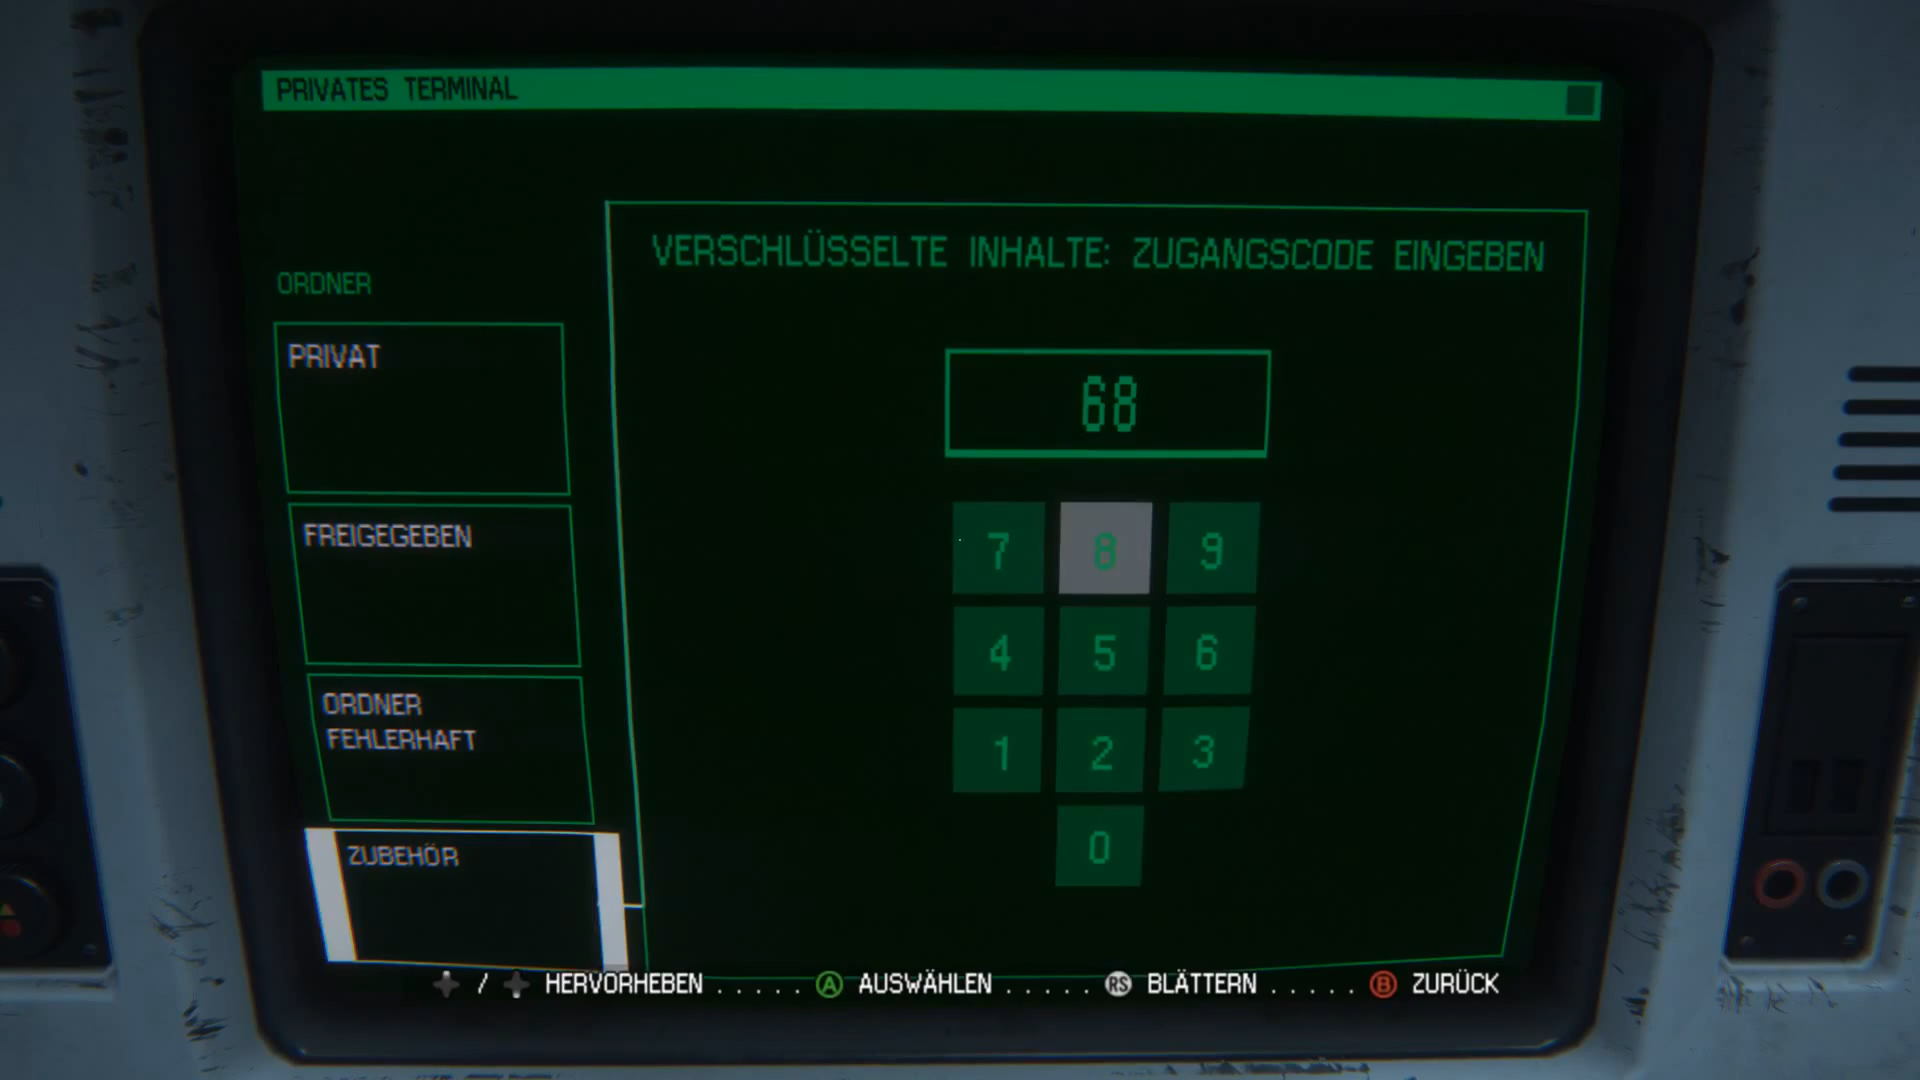 PRIVATES TERMINAL
VERSCHLÜSSELTE INHALTE: ZUGANGSCODE EINGEBEN
ORDNER
PRIVAT
FREIGEGEBEN
ORDNER
FEHLERHAFT
ZUBEHÖR
68
7 8 9
4 5 6
1 2 3
0
/ HERVORHEBEN ..... A AUSWÄHLEN ..... RS BLÄTTERN ..... B ZURÜCK